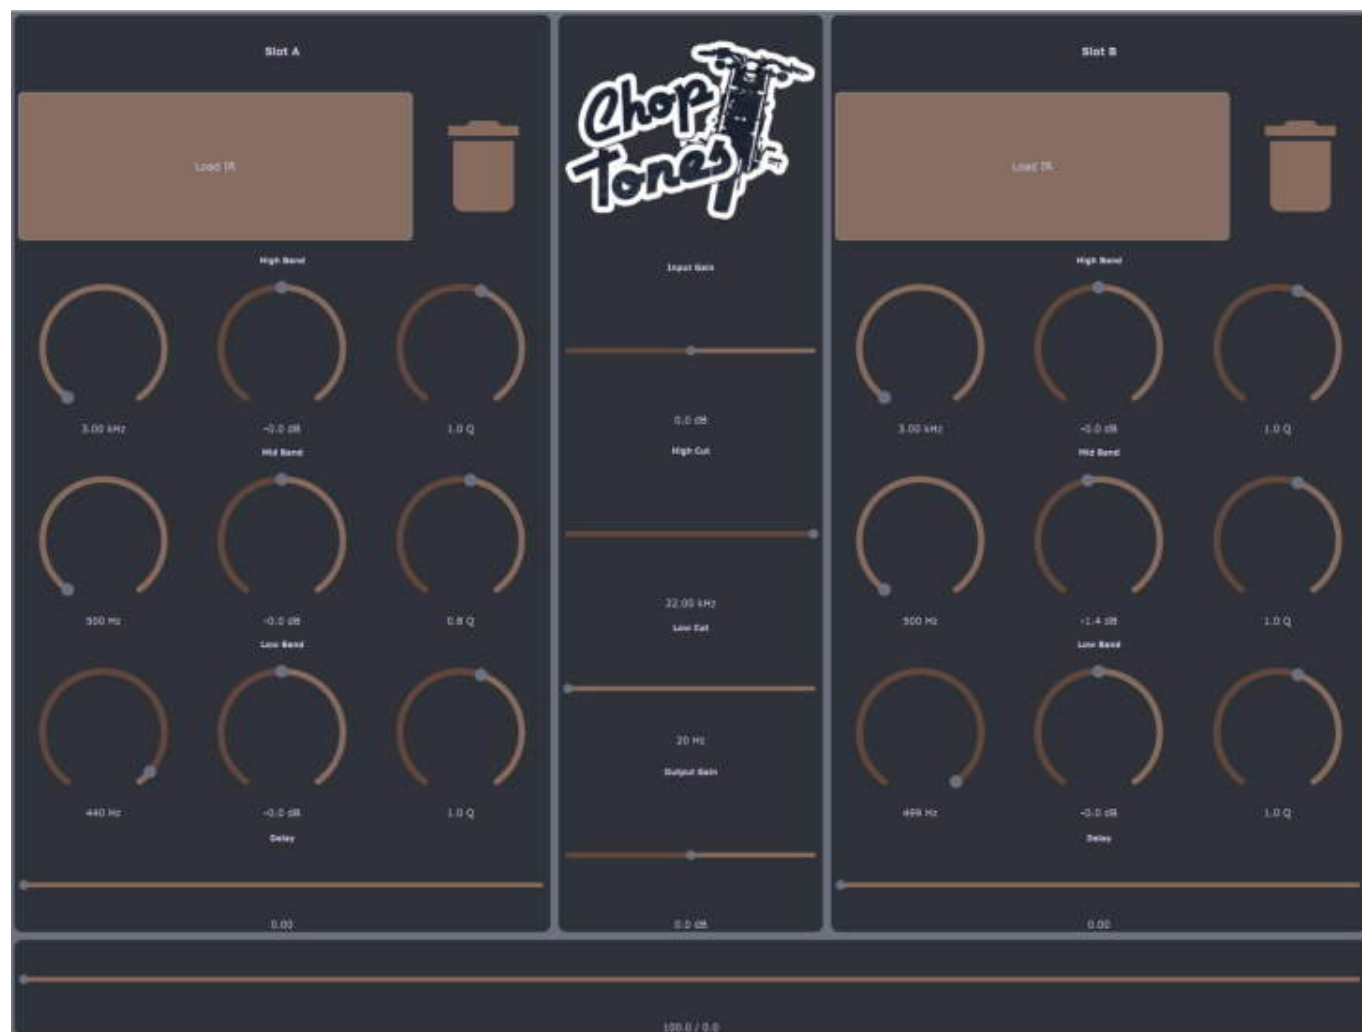 Slot A
Load IR
High Band
3.00 kHz
-0.0 dB
1.0 Q
Mid Band
500 Hz
-0.0 dB
0.8 Q
Low Band
440 Hz
-0.0 dB
1.0 Q
Delay
0.00
Chop
Tones
Input Gain
0.0 dB
High Cut
22.00 kHz
Low Cut
20 Hz
Output Gain
0.0 dB
Slot B
Load IR
High Band
3.00 kHz
-0.0 dB
1.0 Q
Mid Band
500 Hz
-1.4 dB
1.0 Q
Low Band
499 Hz
-0.0 dB
1.0 Q
Delay
0.00
100.0 / 0.0